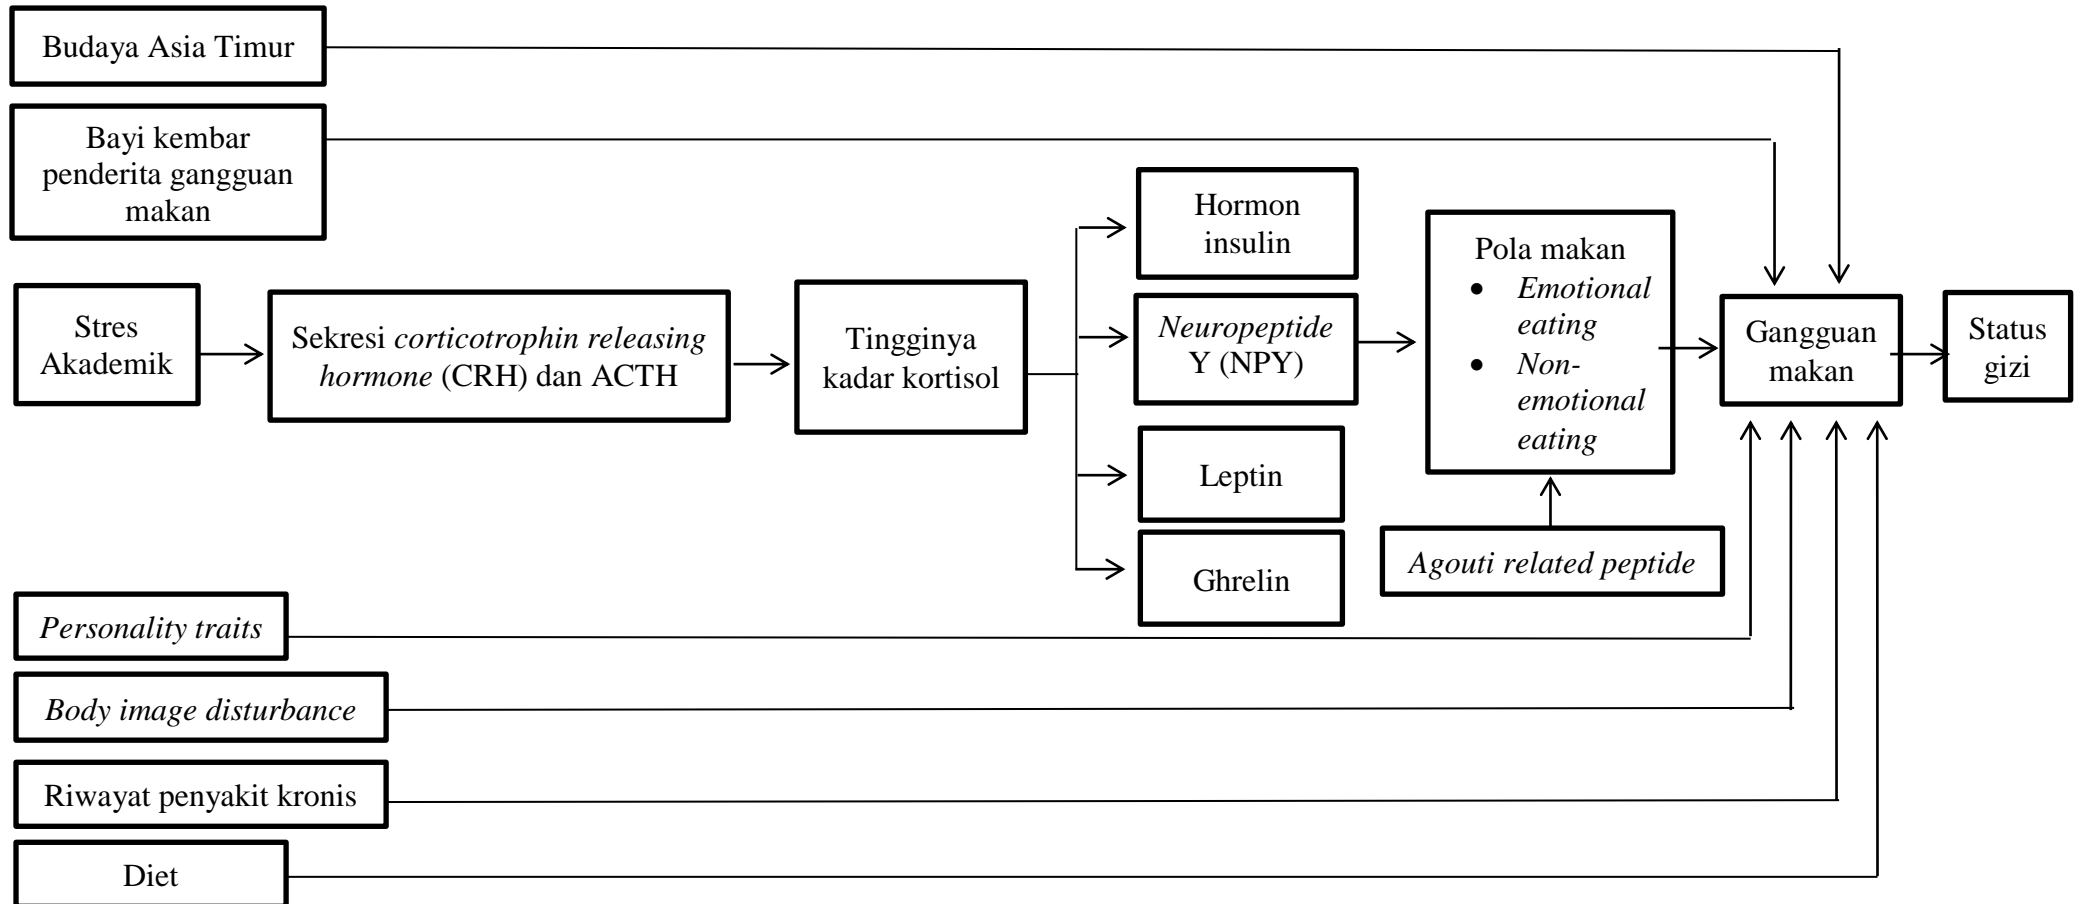 Budaya Asia Timur
Bayi kembar
penderita gangguan
makan
Stres
Akademik
Sekresi corticotrophin releasing
hormone (CRH) dan ACTH
Tingginya
kadar kortisol
Hormon
insulin
Neuropeptide
Y (NPY)
Leptin
Ghrelin
Pola makan
• Emotional
eating
• Non-
emotional
eating
Agouti related peptide
Gangguan
makan
Status
gizi
Personality traits
Body image disturbance
Riwayat penyakit kronis
Diet